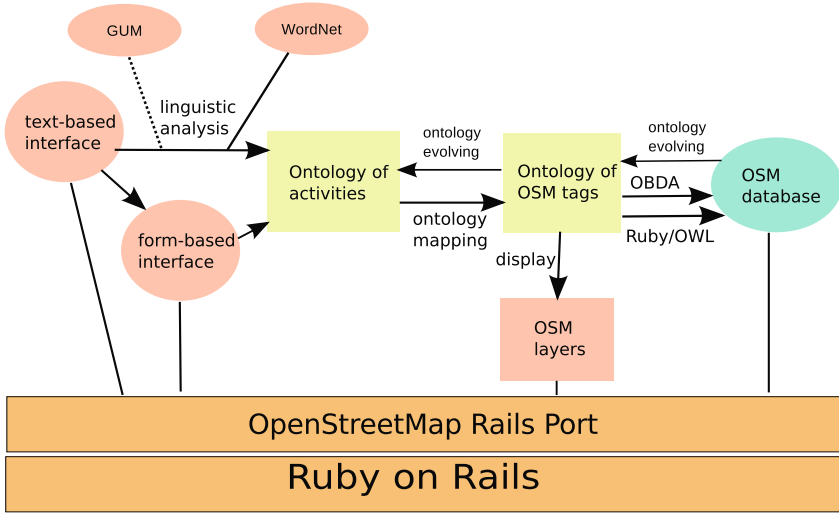 GUM
WordNet
linguistic
analysis
text-based
interface
form-based
interface
Ontology of
activities
ontology
evolving
ontology
mapping
Ontology of
OSM tags
ontology
evolving
OBDA
Ruby/OWL
OSM
database
display
OSM
layers
OpenStreetMap Rails Port
Ruby on Rails